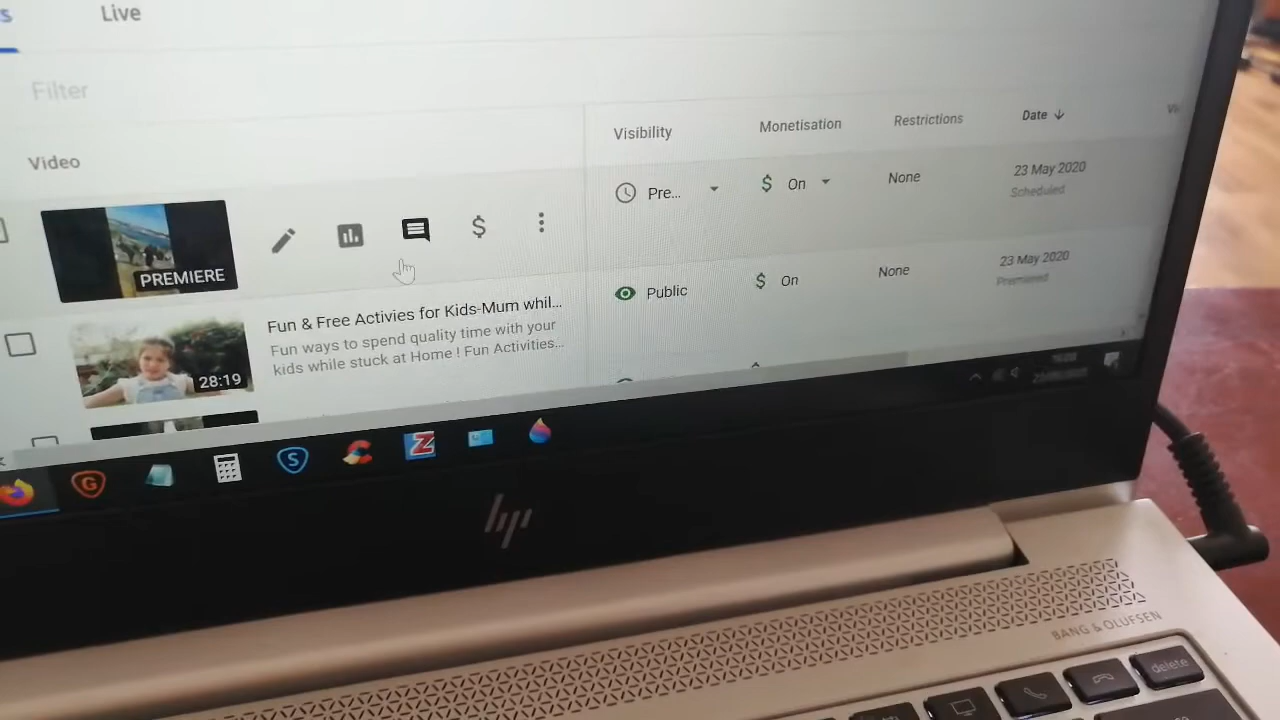 Live
Filter
Video
Visibility
Monetisation
Restrictions
Date
PREMIERE
Pre...
On
None
23 May 2020
Scheduled
Fun & Free Activies for Kids-Mum whil...
Fun ways to spend quality time with your
kids while stuck at Home ! Fun Activities...
28:19
Public
On
None
23 May 2020
Premiered
G
S
Z
hp
BANG & OLUFSEN
delete